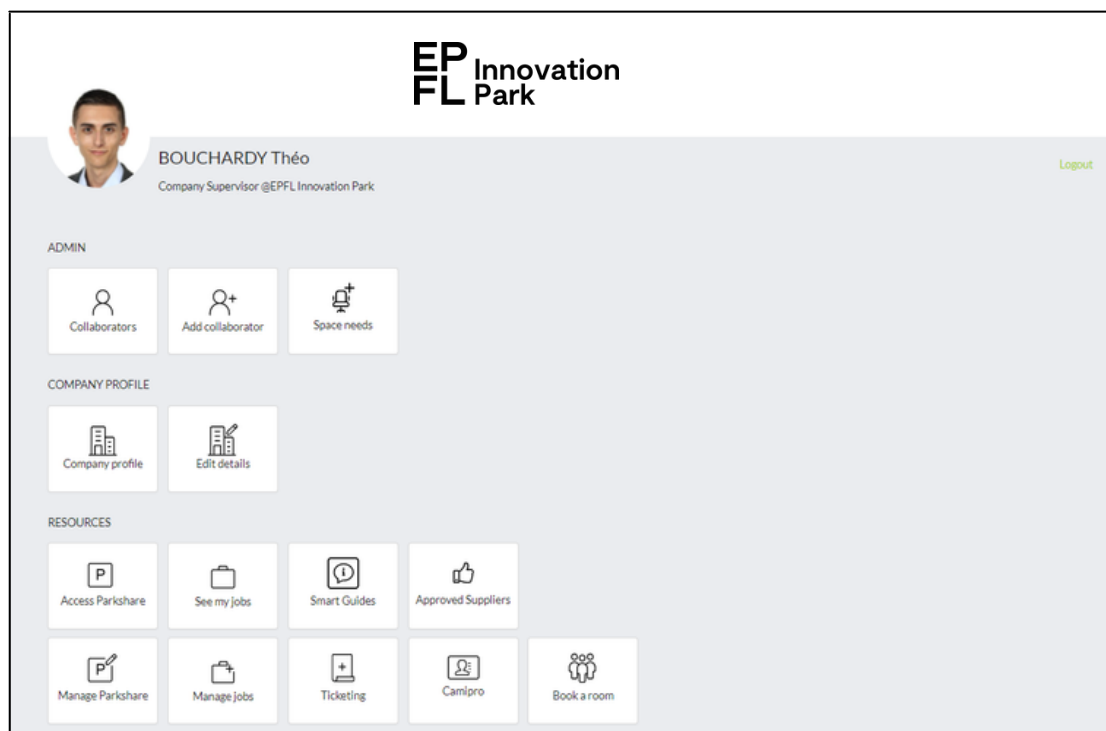 EP
FL Innovation
Park
BOUCHARDY Théo
Company Supervisor @EPFL Innovation Park
Logout
ADMIN
Collaborators
Add collaborator
Space needs
COMPANY PROFILE
Company profile
Edit details
RESOURCES
P
Access Parkshare
See my jobs
Smart Guides
Approved Suppliers
P
Manage Parkshare
Manage jobs
Ticketing
Camipro
Book a room